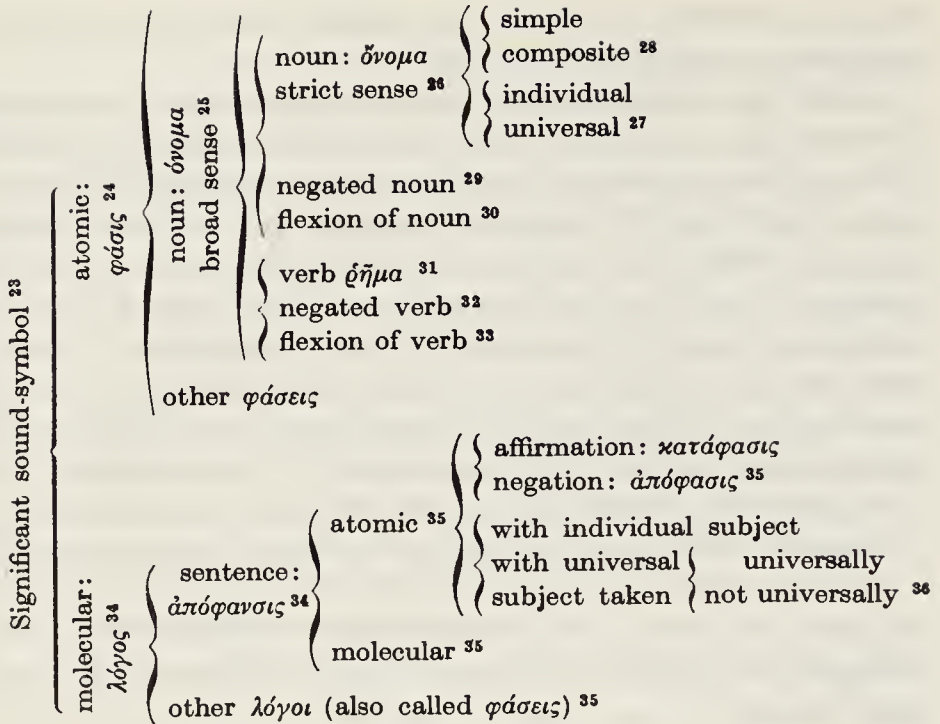 Significant sound-symbol ²³
atomic:
φάσις ²⁴
noun: ὄνομα
broad sense ²⁵
noun: ὄνομα
strict sense ²⁶
simple
composite ²⁸
individual
universal ²⁷
negated noun ²⁹
flexion of noun ³⁰
verb ῥῆμα ³¹
negated verb ³²
flexion of verb ³³
other φάσεις
molecular:
λόγος ³⁴
sentence:
ἀπόφανσις ³⁴
atomic ³⁵
affirmation: κατάφασις
negation: ἀπόφασις ³⁵
with individual subject
with universal
subject taken
universally
not universally ³⁶
molecular ³⁵
other λόγοι (also called φάσεις) ³⁵